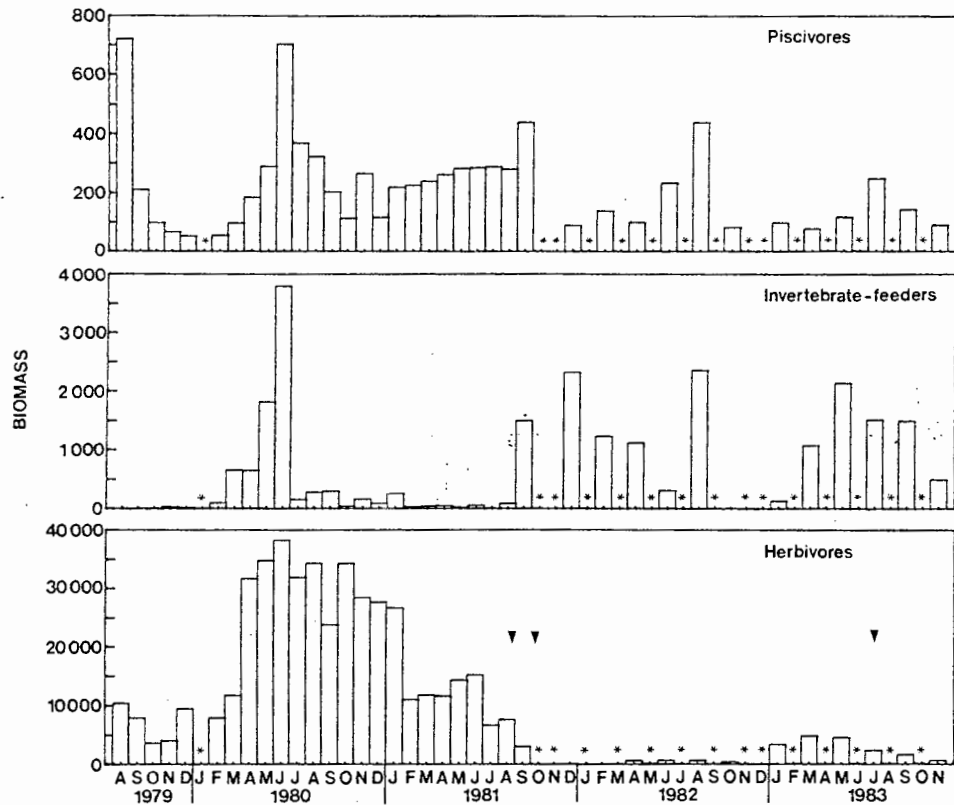 Piscivores
800
600
400
200
0
Invertebrate-feeders
4 000
3 000
2 000
1 000
0
BIOMASS
Herbivores
40 000
30 000
20 000
10 000
0
A S O N D J F M A M J J A S O N D J F M A M J J A S O N D J F M A M J J A S O N D J F M A M J J A S O N
1979 1980 1981 1982 1983